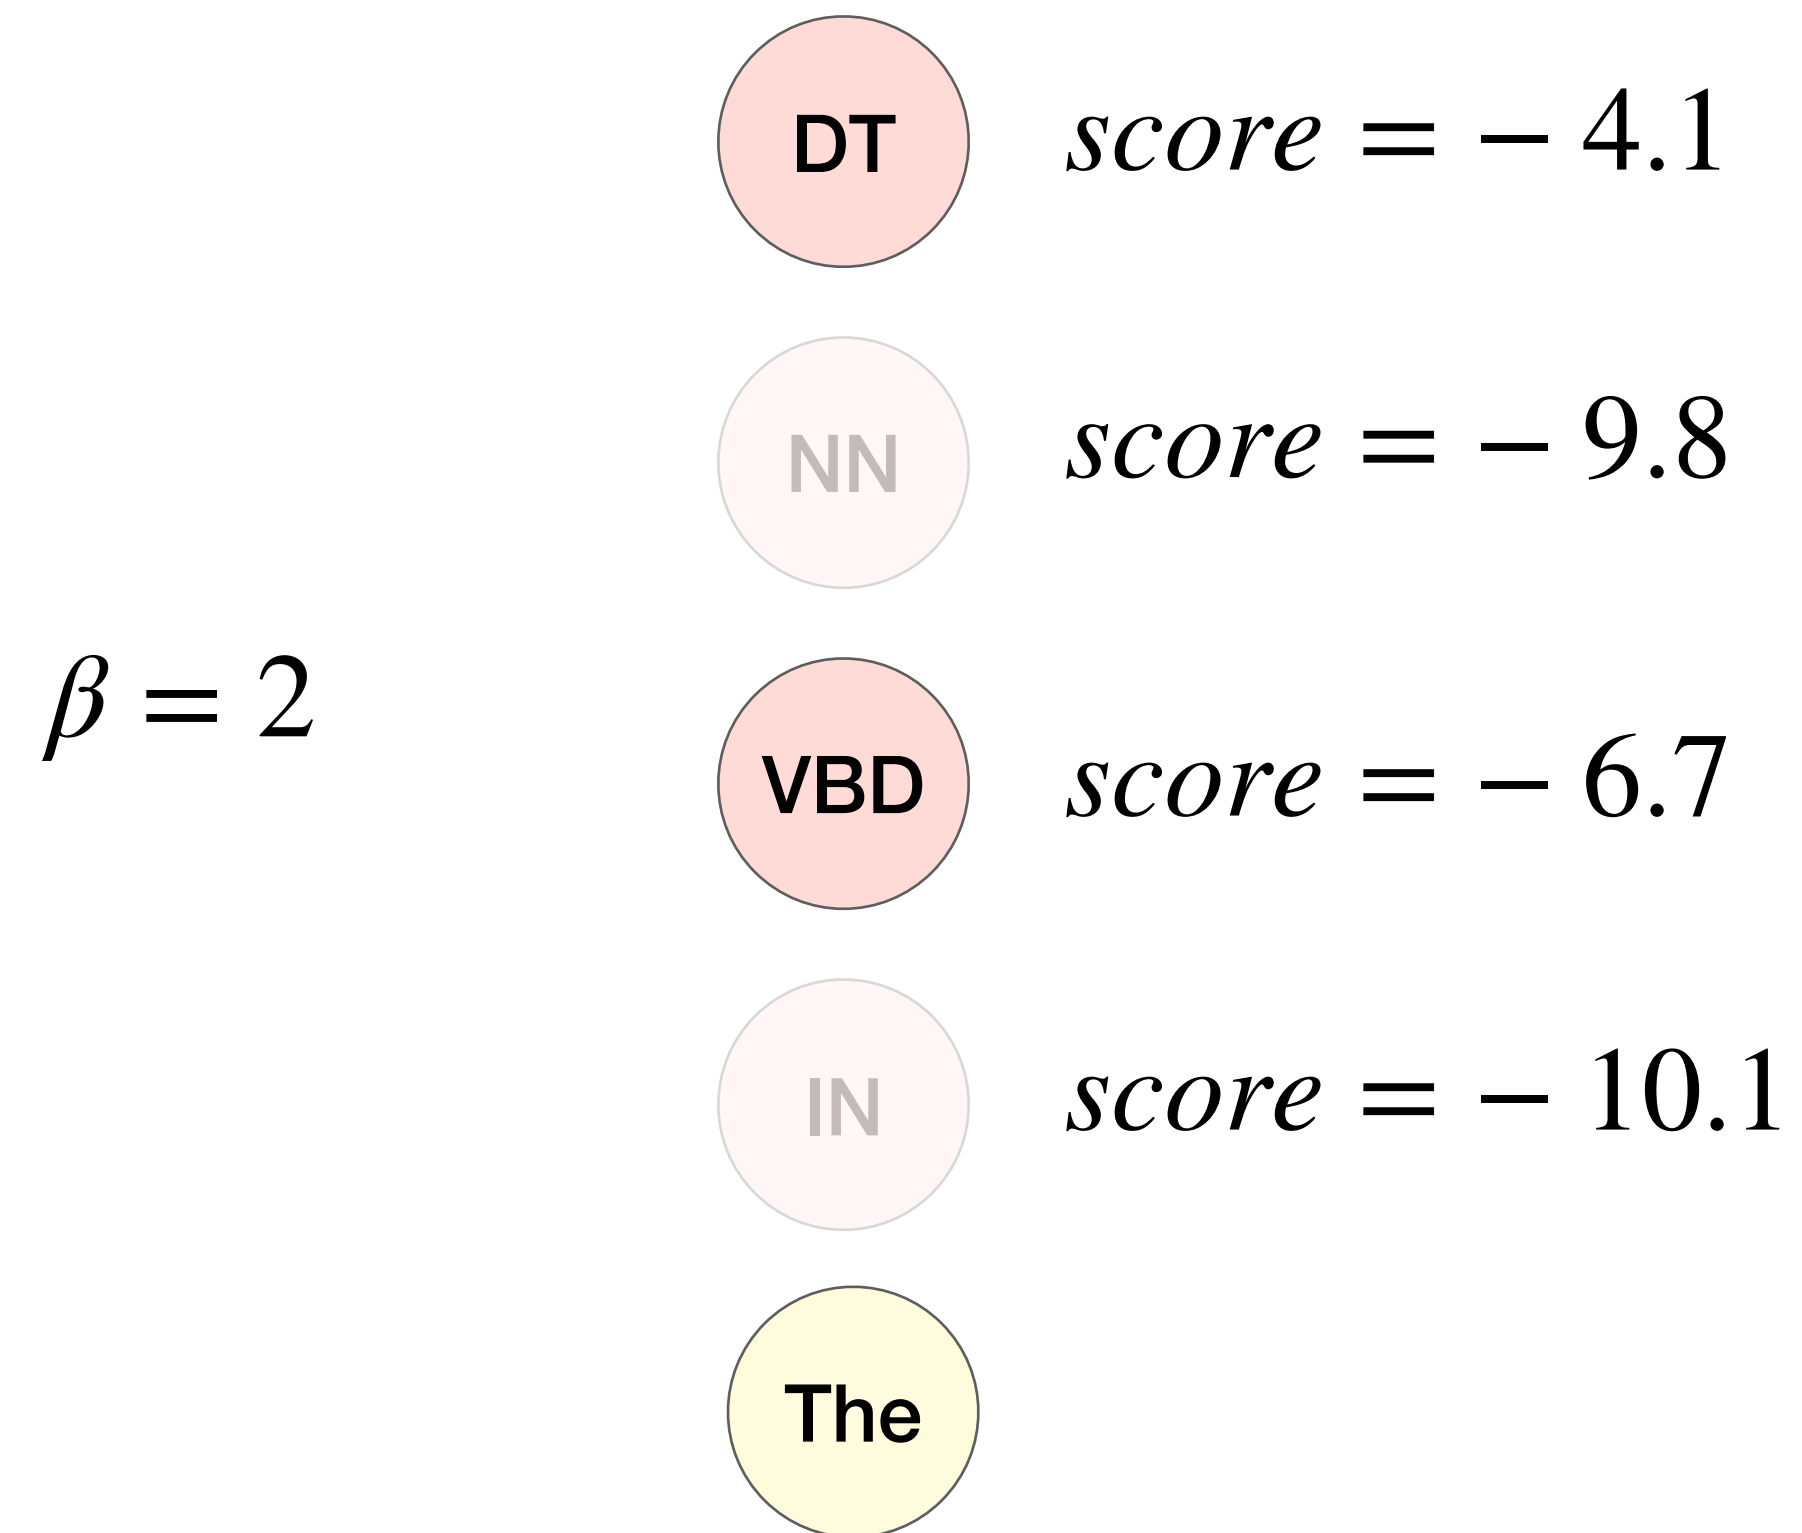 DT score = − 4.1
NN score = − 9.8
β = 2
VBD score = − 6.7
IN score = − 10.1
The